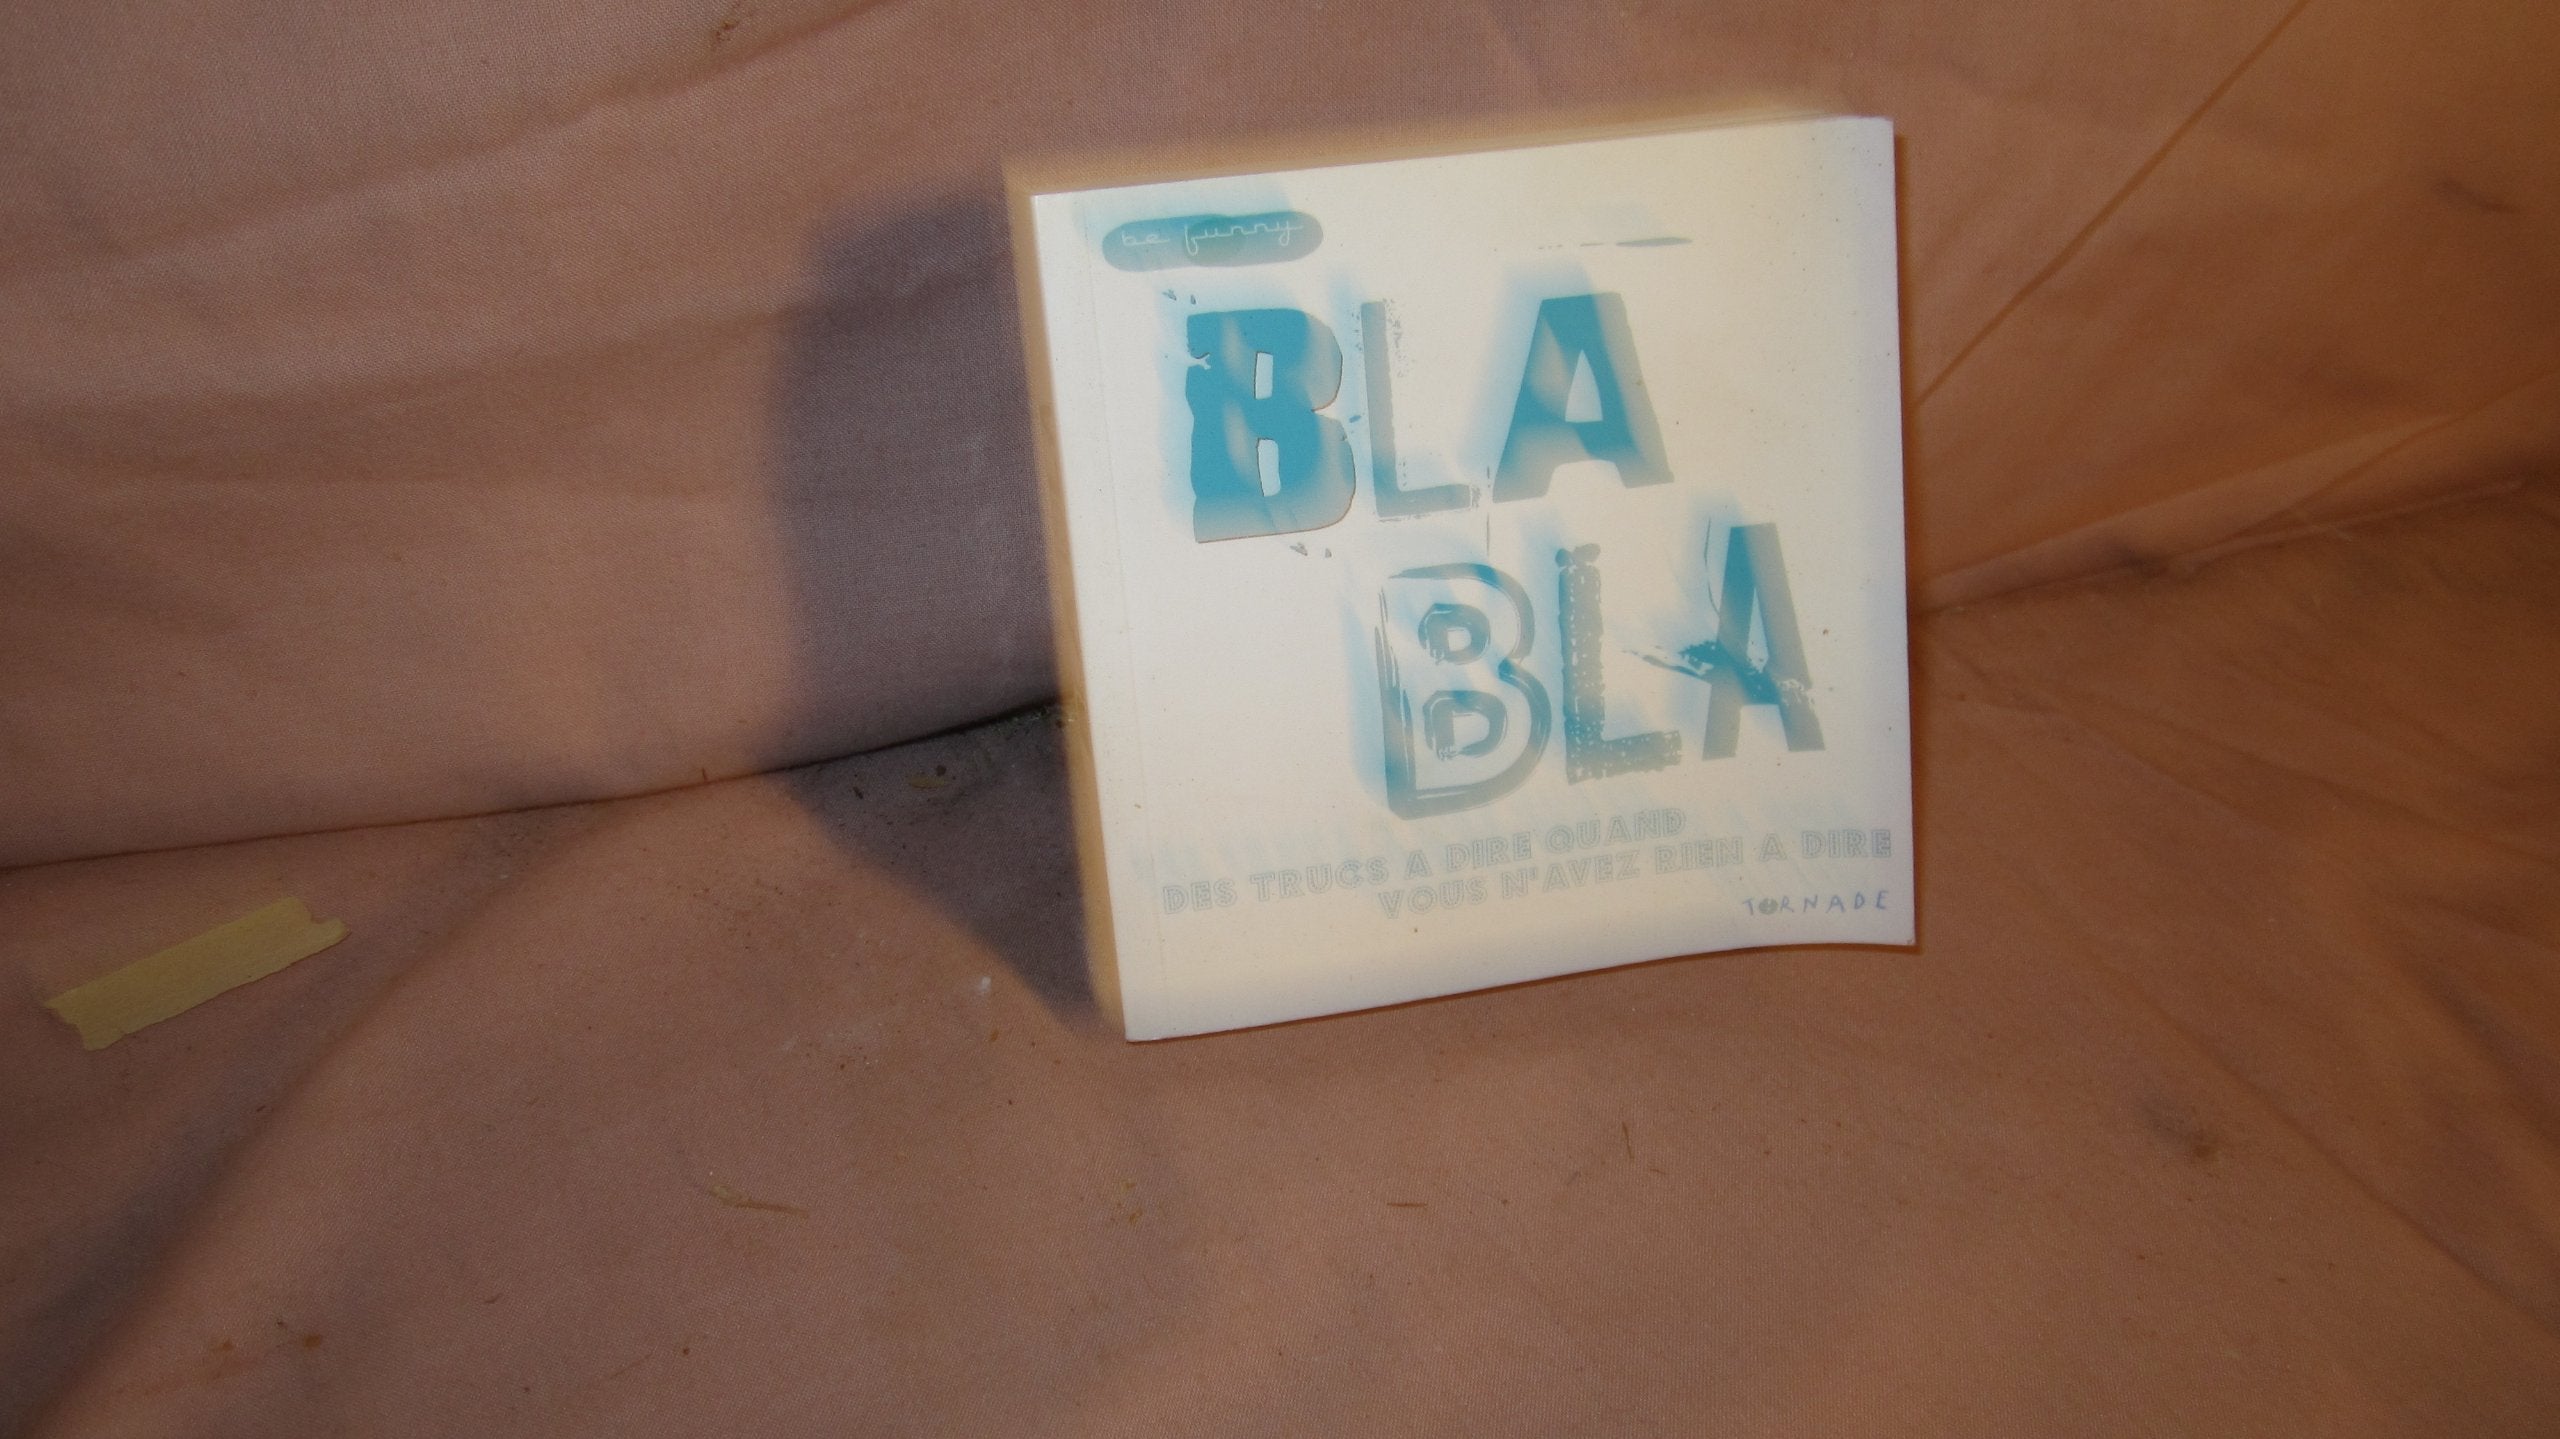 be funny
BLA
BLA
DES TRUCS A DIRE QUAND
VOUS N'AVEZ RIEN A DIRE
TORNADE